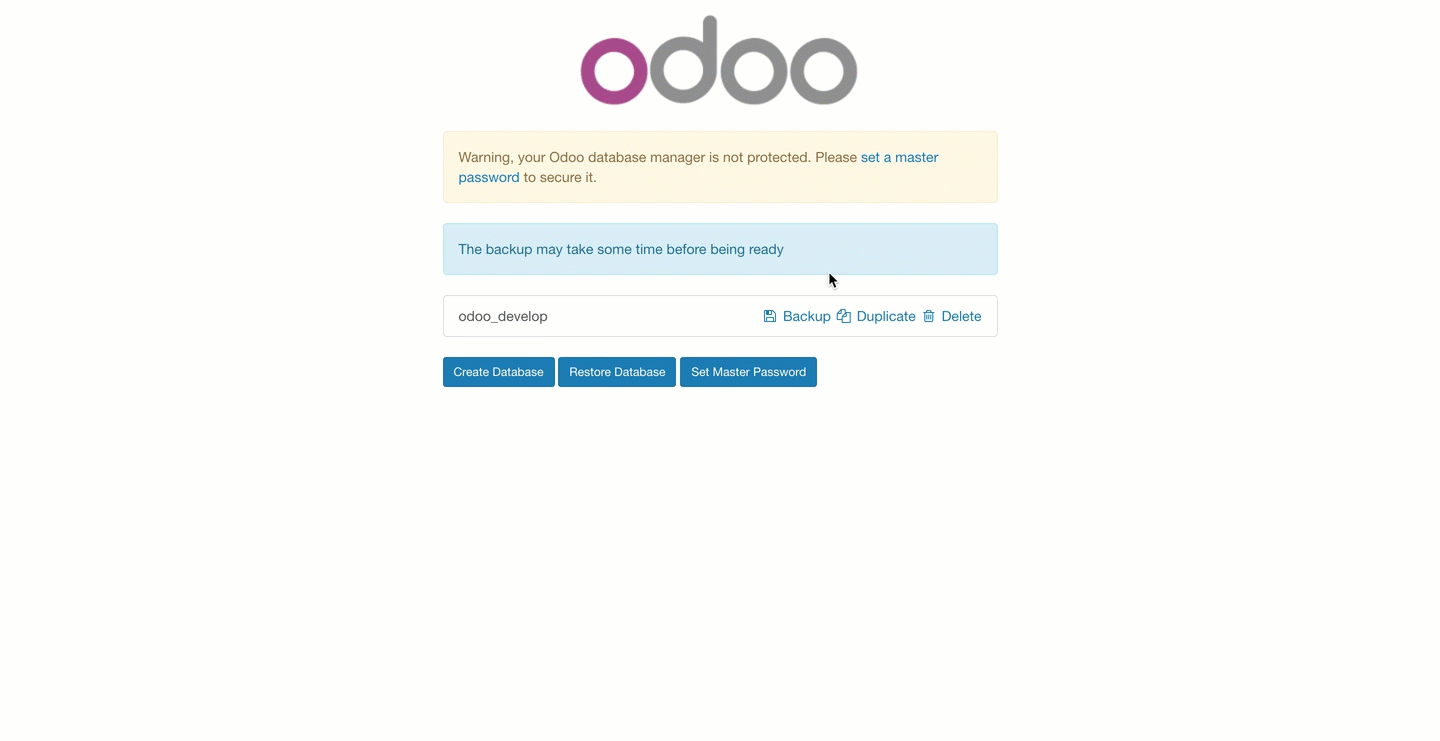 odoo
Warning, your Odoo database manager is not protected. Please set a master
password to secure it.
The backup may take some time before being ready
odoo_develop Backup Duplicate Delete
Create Database Restore Database Set Master Password